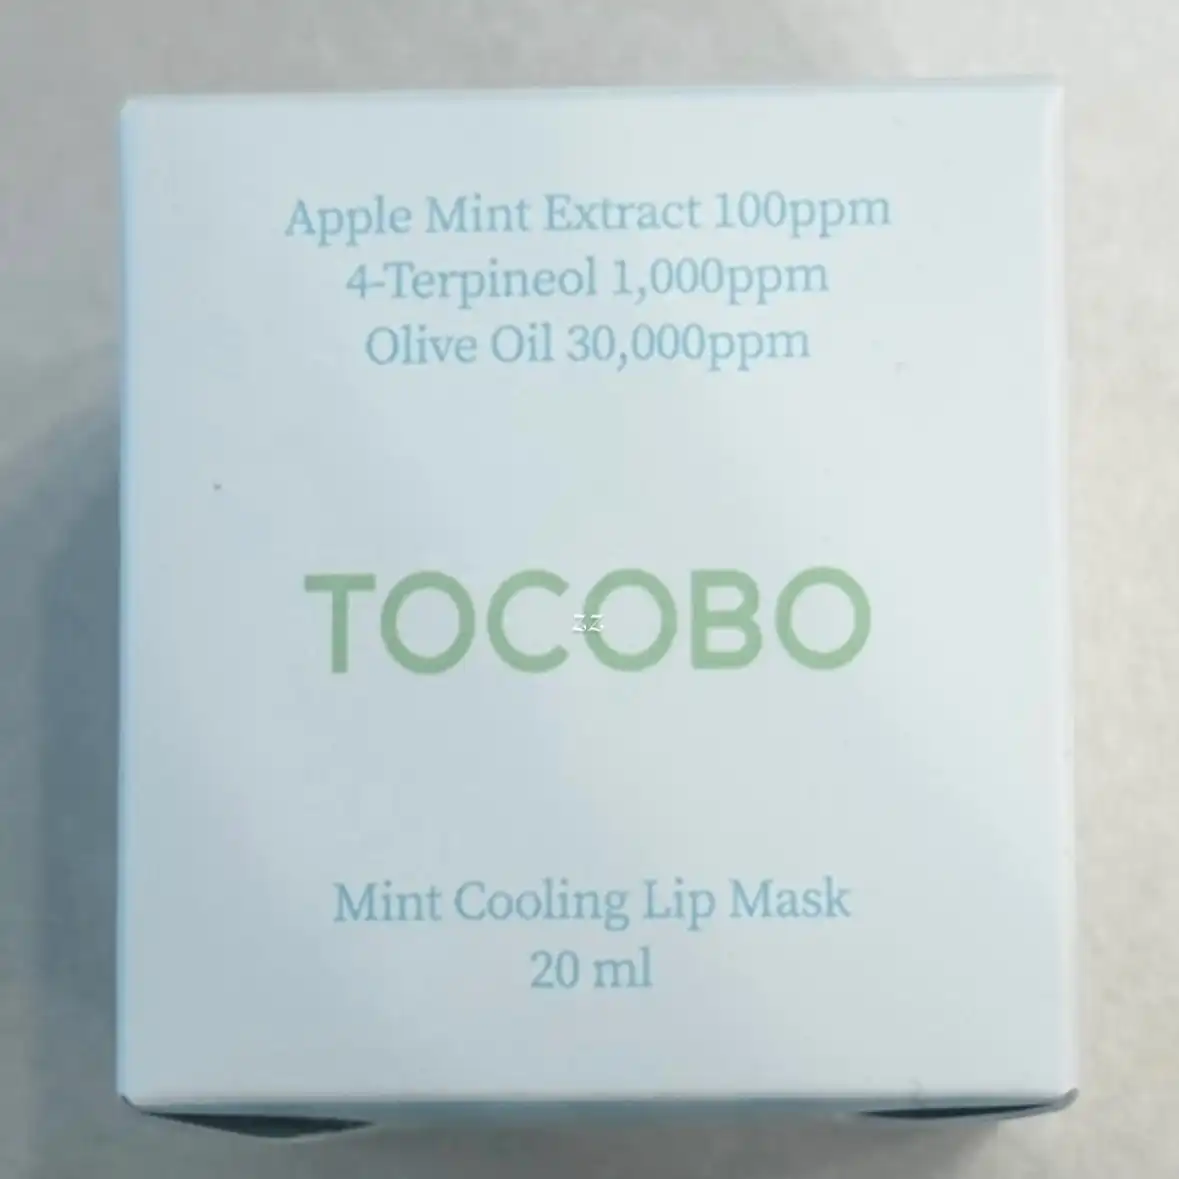 Apple Mint Extract 100ppm
4-Terpineol 1,000ppm
Olive Oil 30,000ppm
TOCOBO
zz
Mint Cooling Lip Mask
20 ml